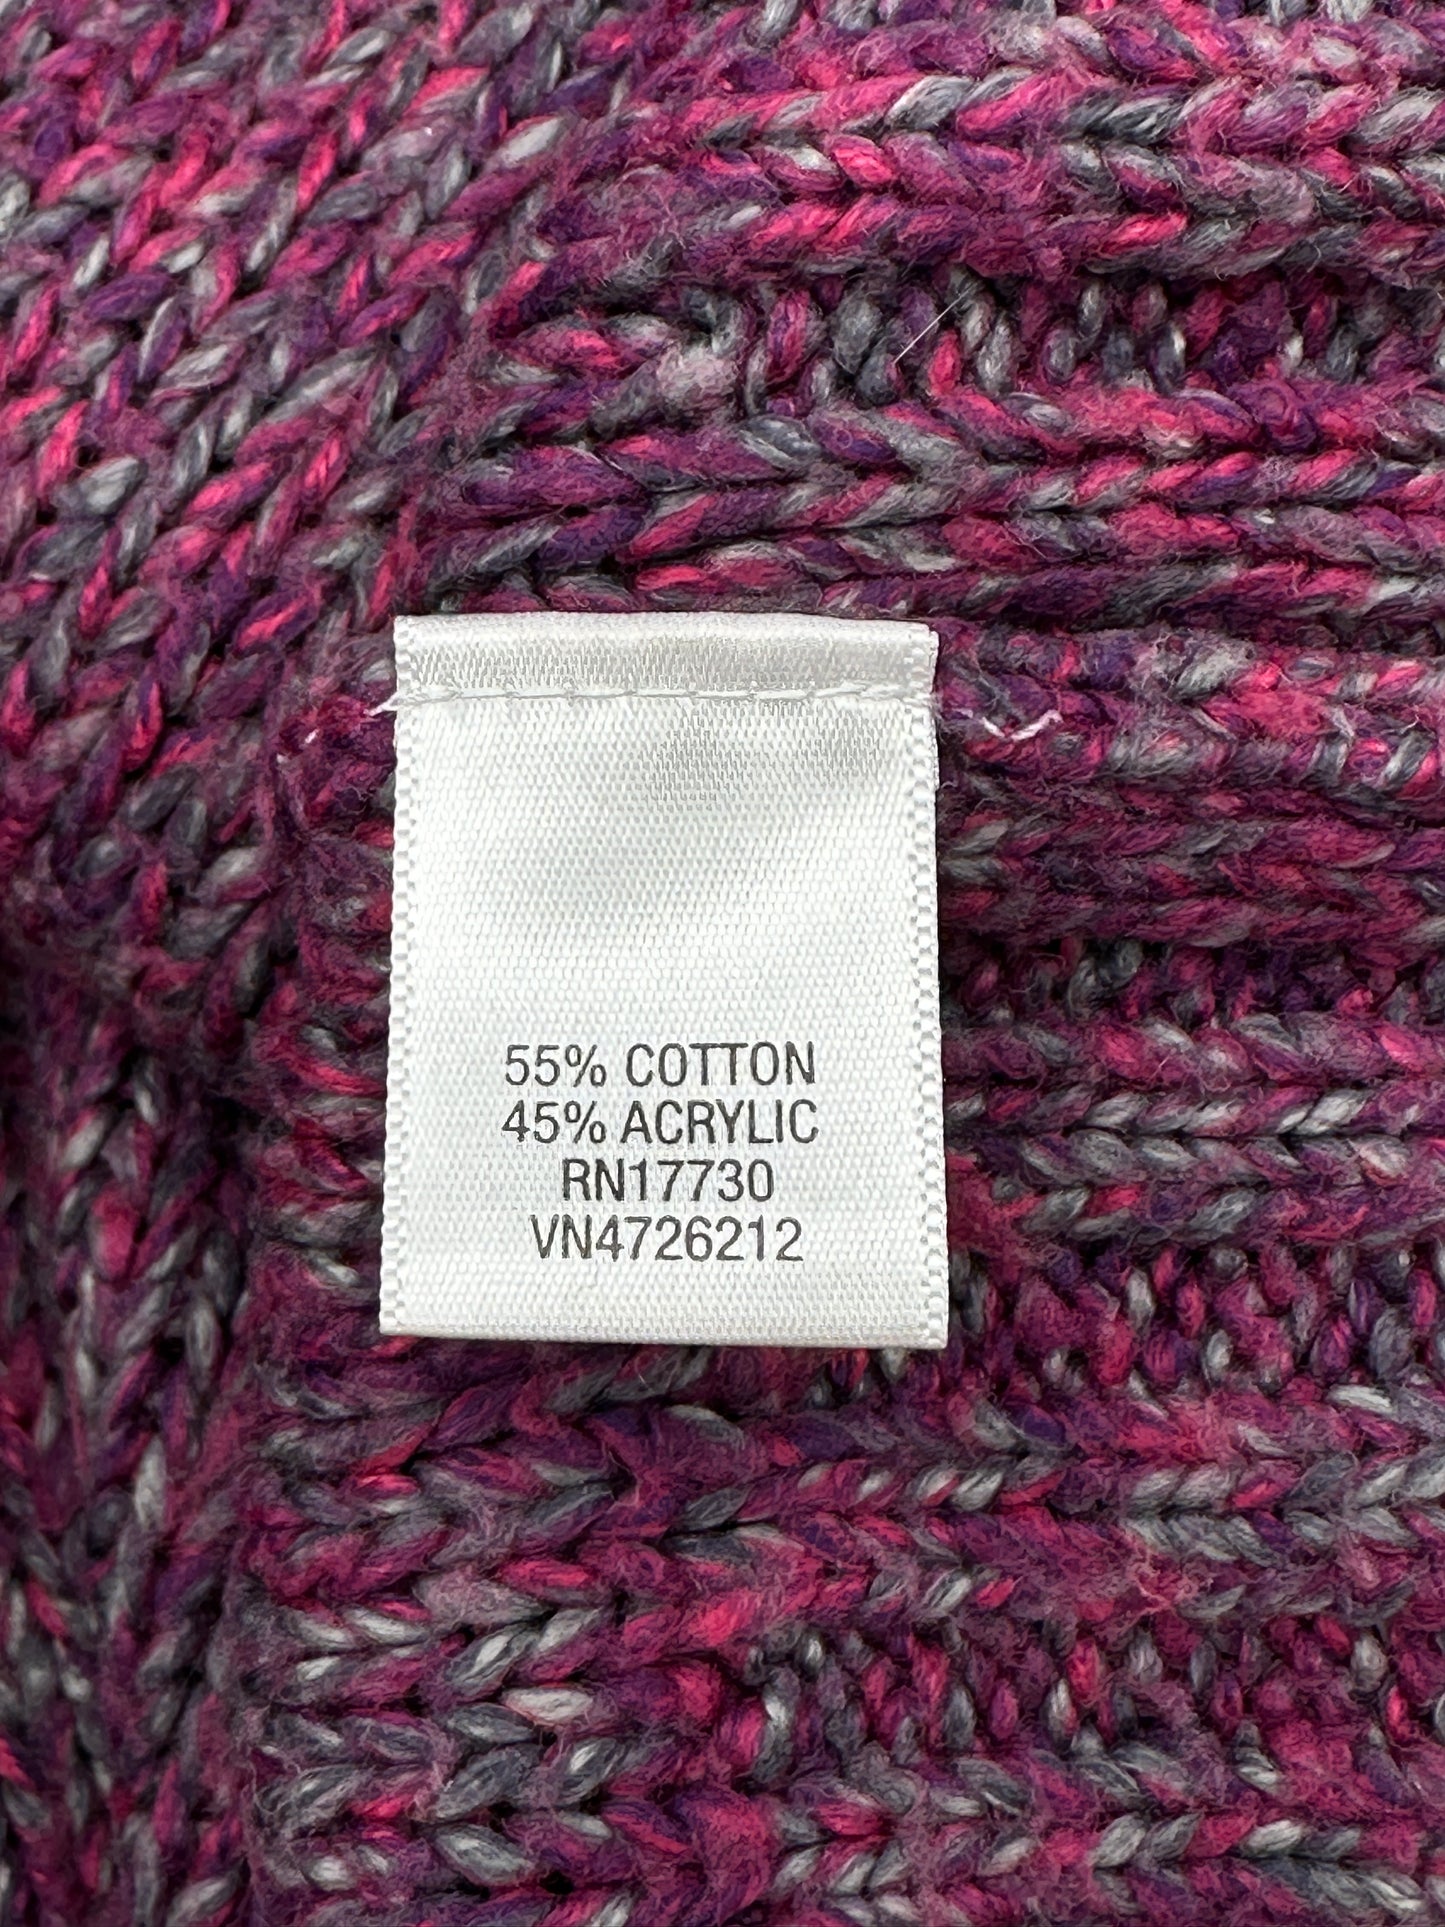 55% COTTON
45% ACRYLIC
RN17730
VN4726212